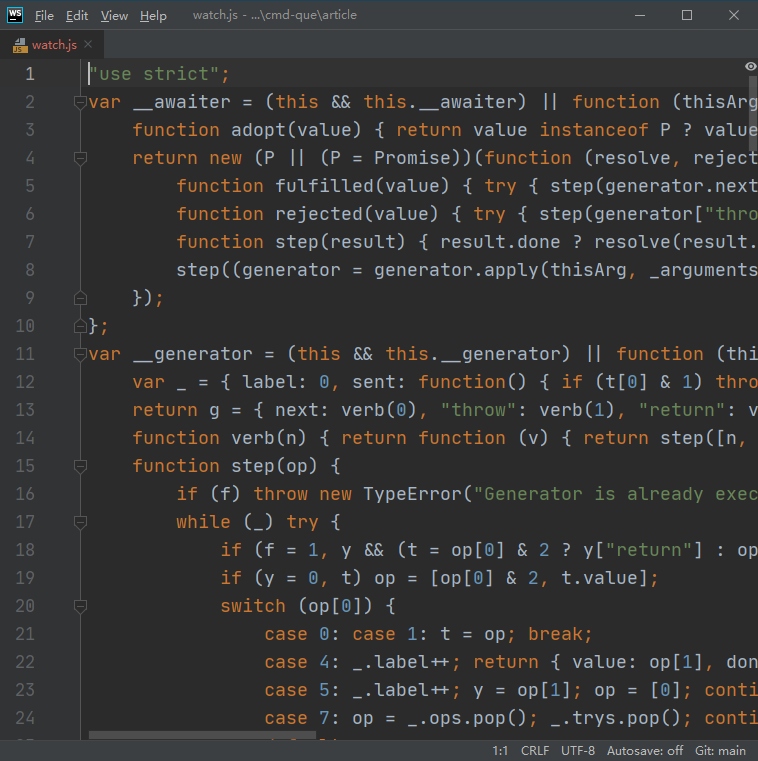 WS File Edit View Help watch.js - ...\cmd-que\article
JS watch.js
1 "use strict";
2 var __awaiter = (this && this.__awaiter) || function (thisArg
3 function adopt(value) { return value instanceof P ? value
4 return new (P || (P = Promise))(function (resolve, reject
5 function fulfilled(value) { try { step(generator.next
6 function rejected(value) { try { step(generator["thro
7 function step(result) { result.done ? resolve(result.
8 step((generator = generator.apply(thisArg, _arguments
9 });
10 };
11 var __generator = (this && this.__generator) || function (thi
12 var _ = { label: 0, sent: function() { if (t[0] & 1) thro
13 return g = { next: verb(0), "throw": verb(1), "return": v
14 function verb(n) { return function (v) { return step([n,
15 function step(op) {
16 if (f) throw new TypeError("Generator is already exec
17 while (_) try {
18 if (f = 1, y && (t = op[0] & 2 ? y["return"] : op
19 if (y = 0, t) op = [op[0] & 2, t.value];
20 switch (op[0]) {
21 case 0: case 1: t = op; break;
22 case 4: _.label++; return { value: op[1], don
23 case 5: _.label++; y = op[1]; op = [0]; conti
24 case 7: op = _.ops.pop(); _.trys.pop(); conti
1:1 CRLF UTF-8 Autosave: off Git: main